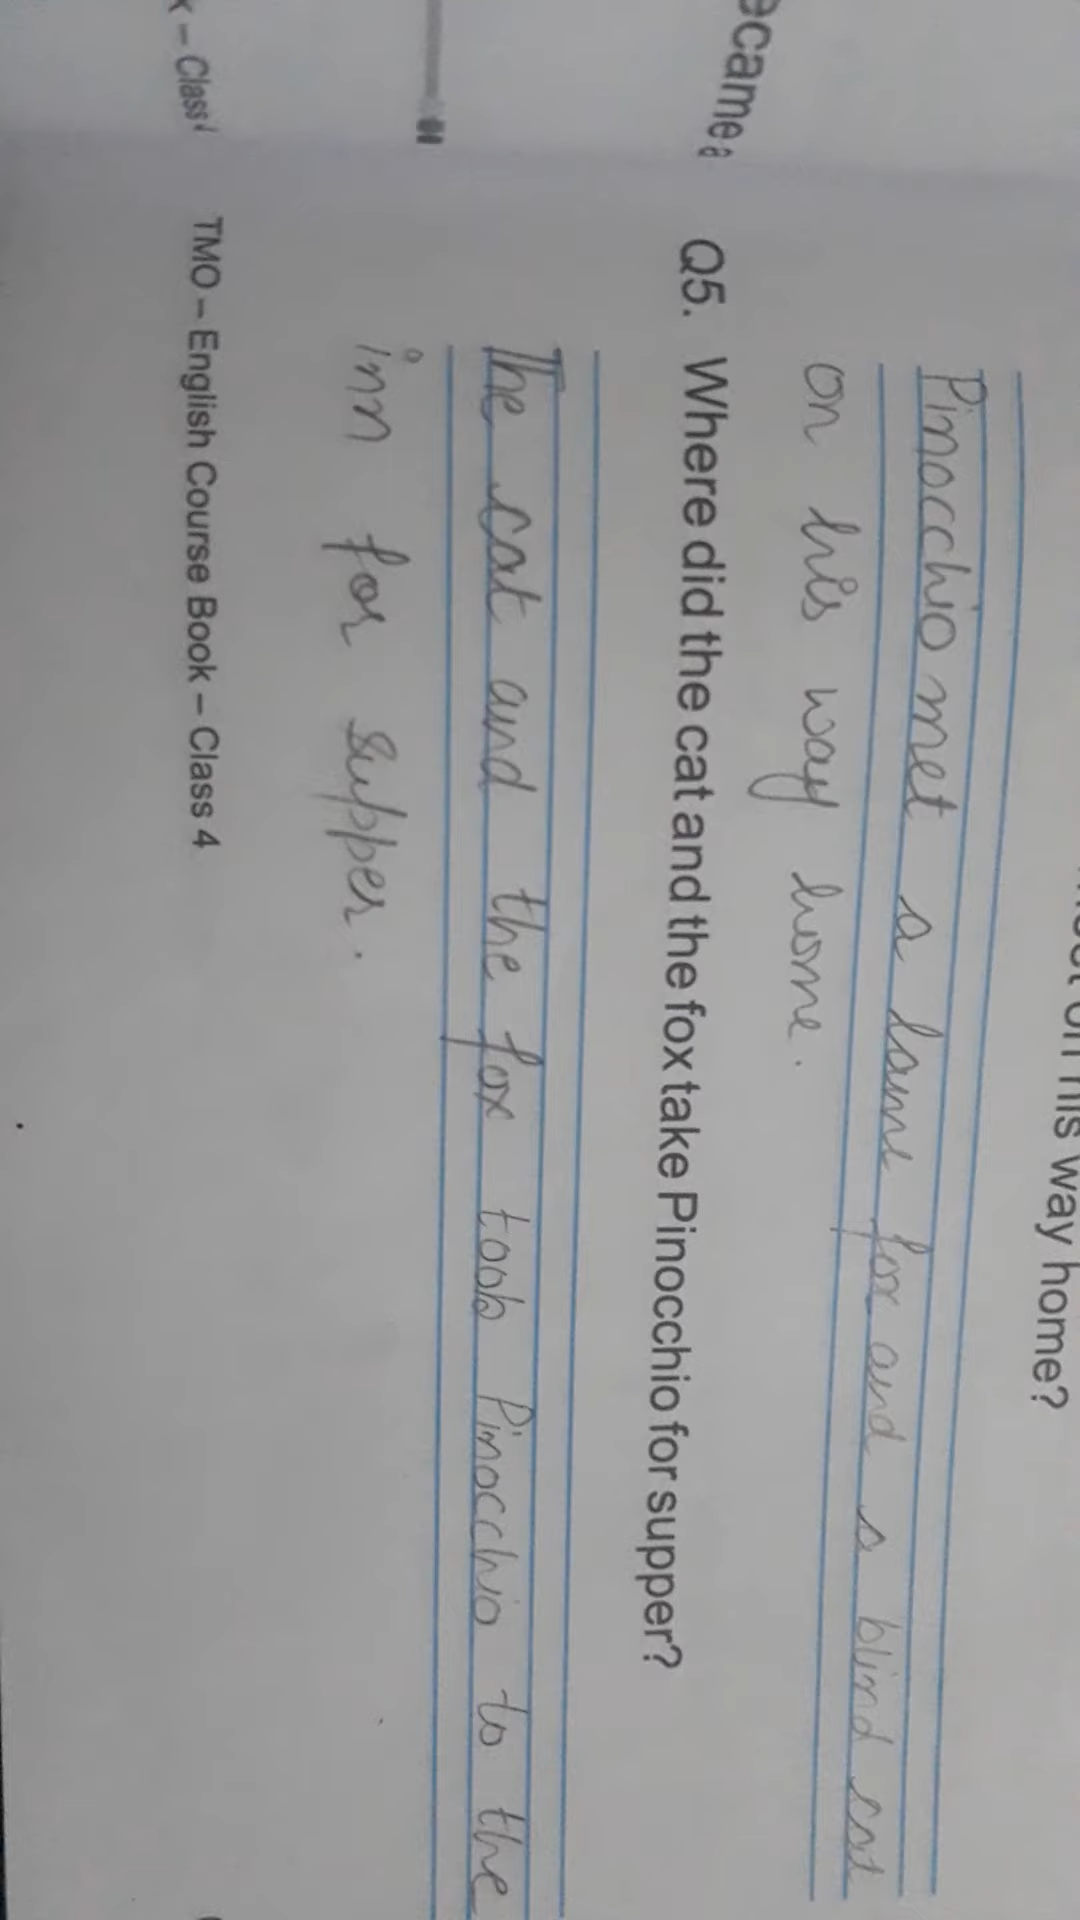 his way home?
Pinocchio met a lame fox and a blind cat
on his way home.
Q5. Where did the cat and the fox take Pinocchio for supper?
The cat and the fox took Pinocchio to the
inn for supper.
TMO – English Course Book – Class 4
Class